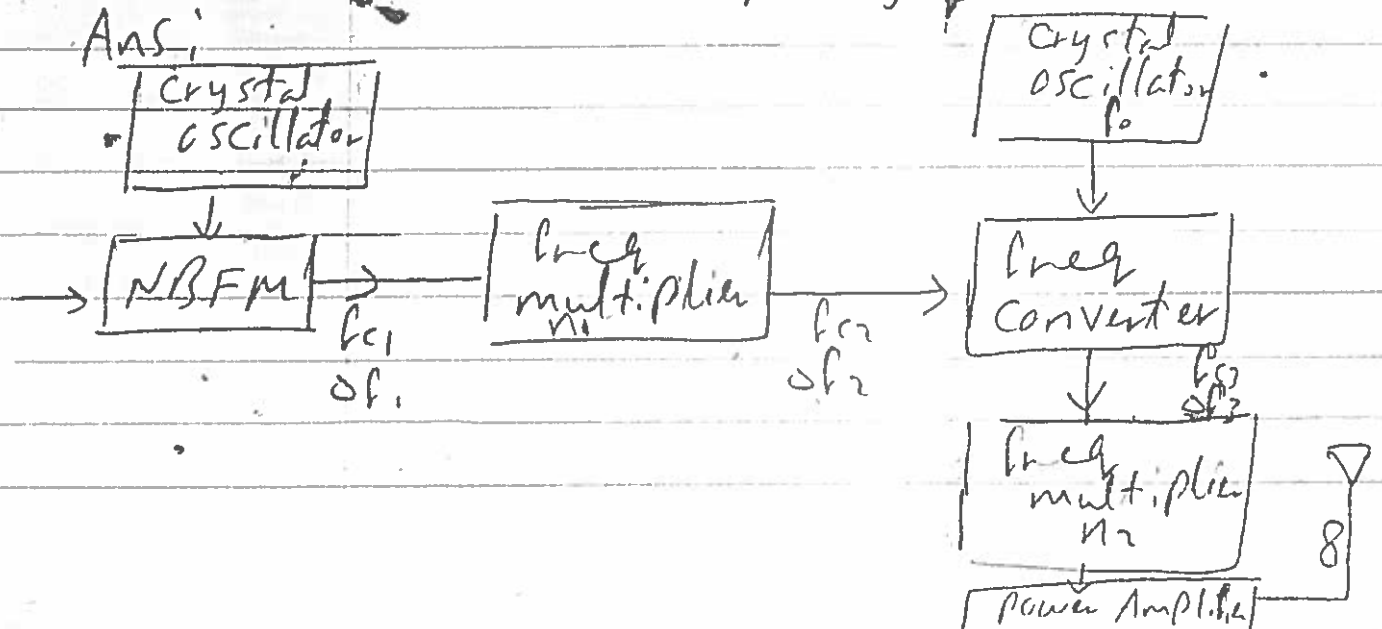 Ans:
crystal
oscillator
crystal
oscillator
fo
NBFM
fc1
Δf1
freq
multiplier
n1
fc2
Δf2
freq
converter
fc3
Δf3
freq
multiplier
n2
power Amplifier
8